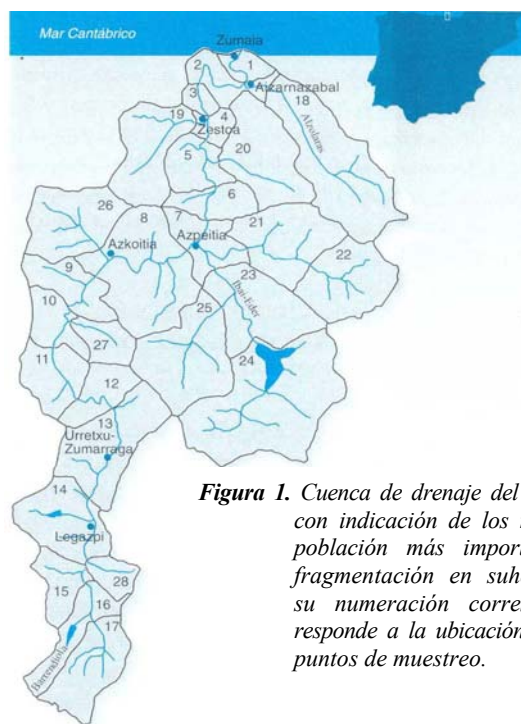 Mar Cantábrico
Zumaia
1
2
Aizarnazabal
3
18
19
4
Zestoa
Alzolaras
5
20
6
26
8
7
21
Azkoitia
Azpeitia
9
22
23
10
25
Ibai-Eder
27
11
24
12
13
Urretxu-
Zumarraga
14
Legazpi
15
28
16
17
Barrendiola
Figura 1. Cuenca de drenaje del
con indicación de los
población más impor
fragmentación en suh
su numeración corre
responde a la ubicación
puntos de muestreo.